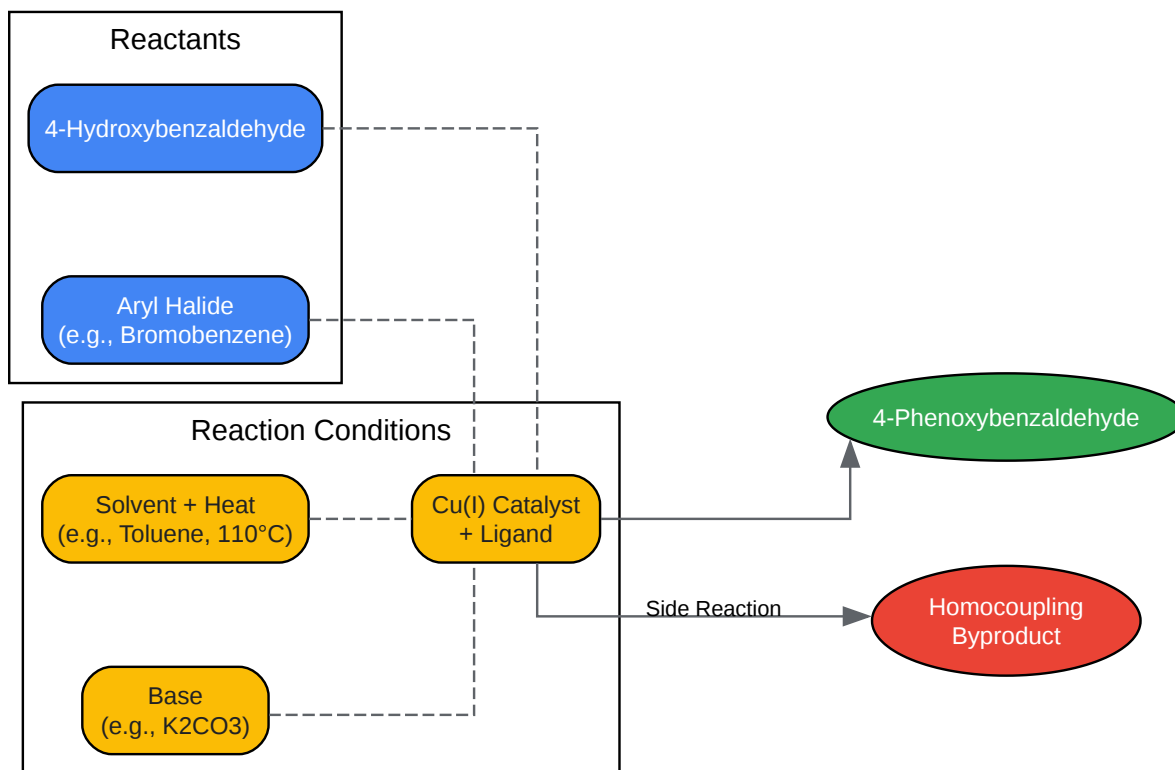 Reactants
4-Hydroxybenzaldehyde
Aryl Halide
(e.g., Bromobenzene)
Reaction Conditions
Solvent + Heat
(e.g., Toluene, 110°C)
Cu(I) Catalyst
+ Ligand
Base
(e.g., K2CO3)
4-Phenoxybenzaldehyde
Side Reaction
Homocoupling
Byproduct